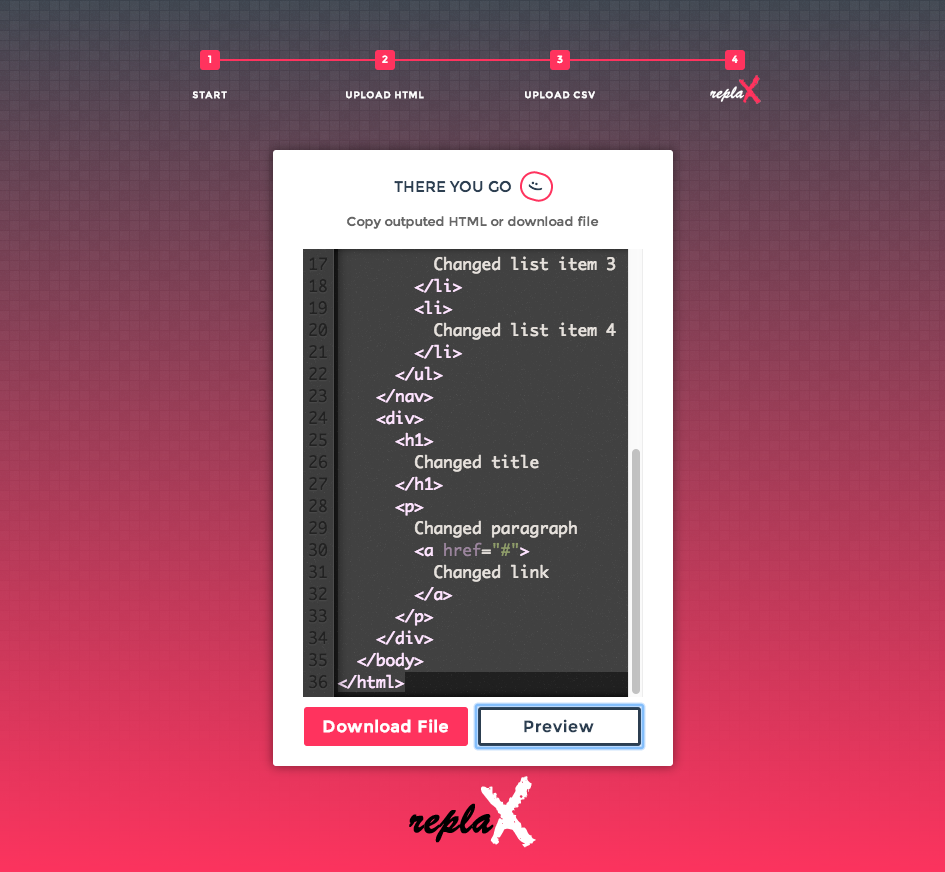 1 2 3 4
START UPLOAD HTML UPLOAD CSV replaX
THERE YOU GO
Copy outputed HTML or download file
17 Changed list item 3
18 </li>
19 <li>
20 Changed list item 4
21 </li>
22 </ul>
23 </nav>
24 <div>
25 <h1>
26 Changed title
27 </h1>
28 <p>
29 Changed paragraph
30 <a href="#">
31 Changed link
32 </a>
33 </p>
34 </div>
35 </body>
36 </html>
Download File Preview
replaX